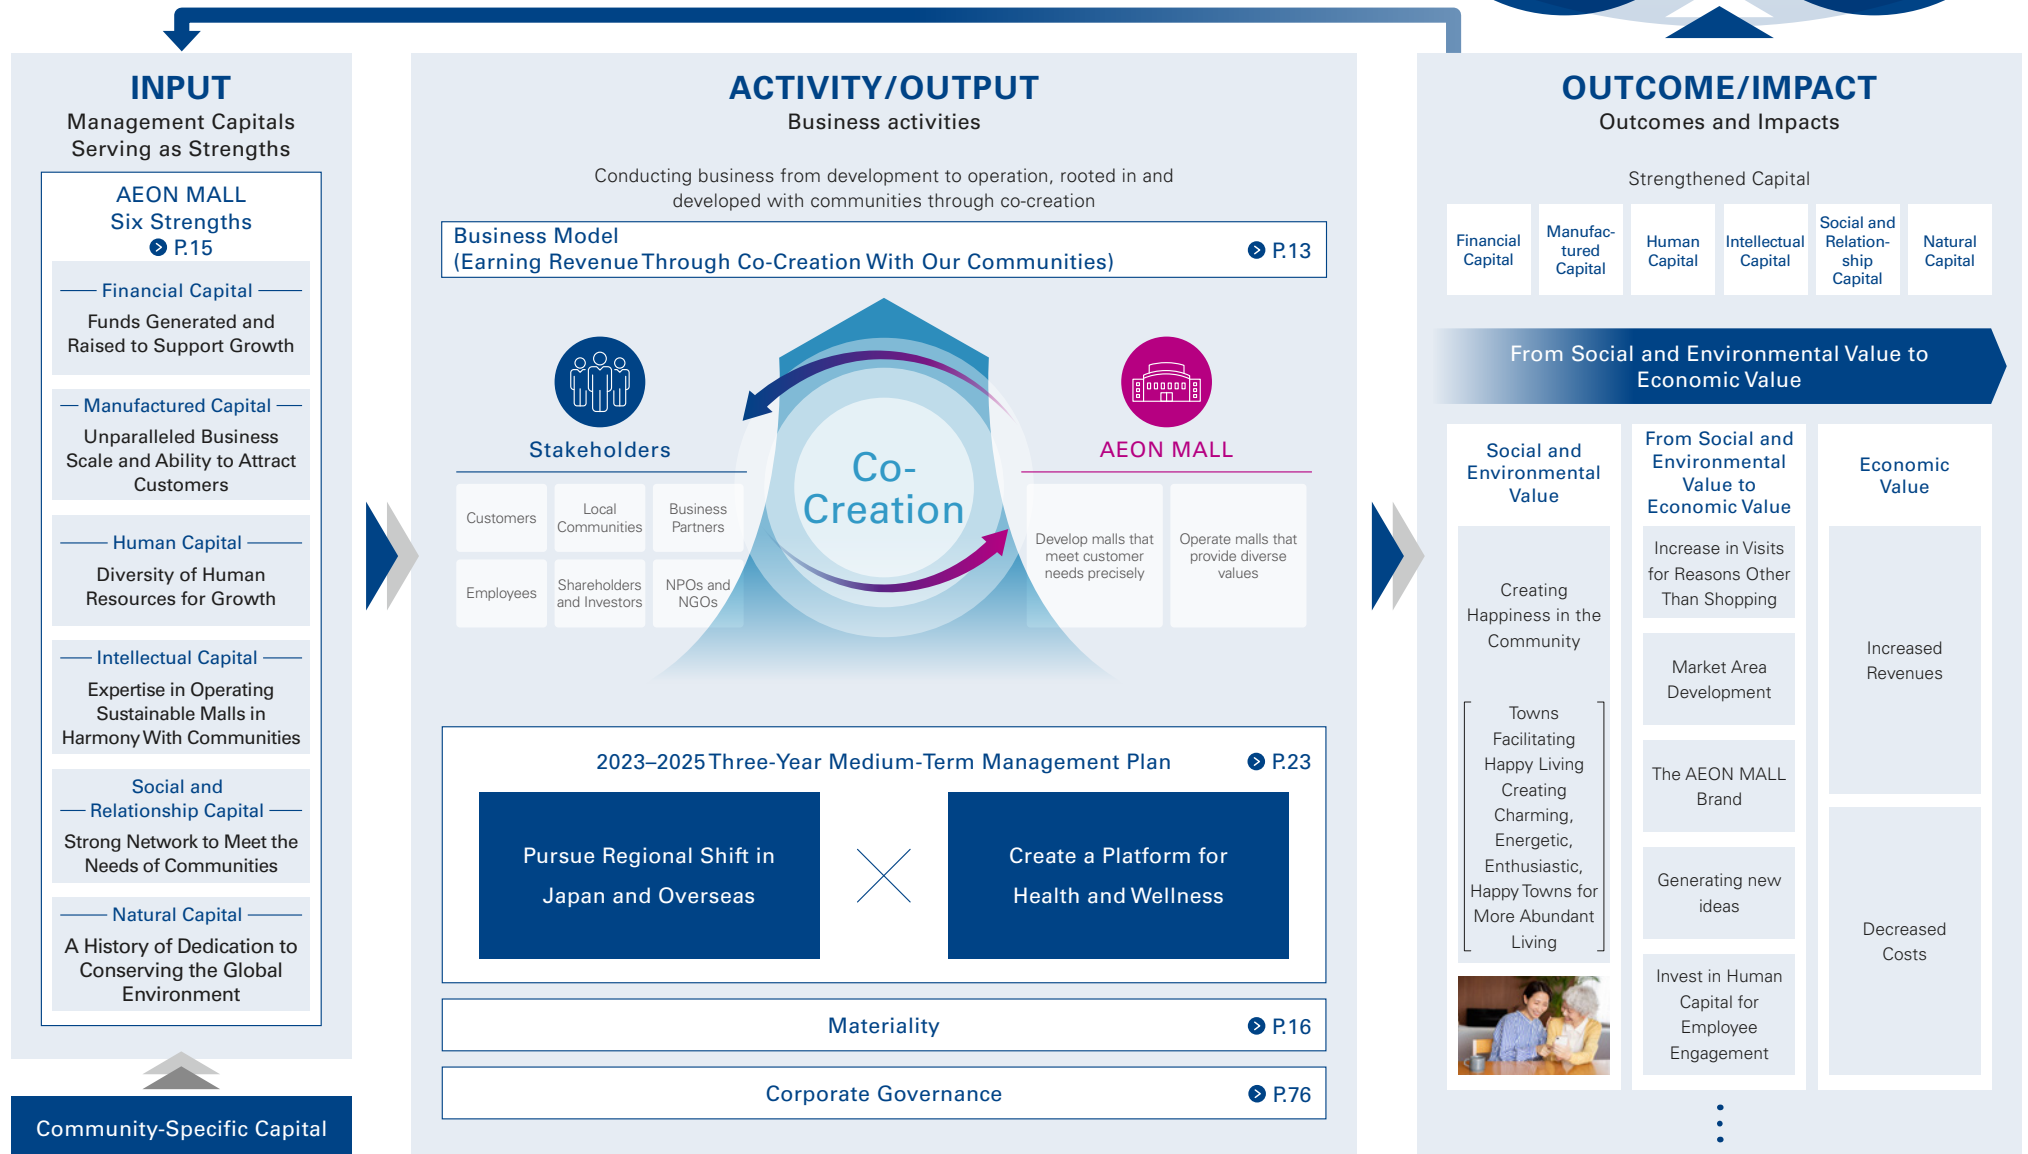 INPUT
Management Capitals
Serving as Strengths
AEON MALL
Six Strengths
P.15
Financial Capital
Funds Generated and
Raised to Support Growth
Manufactured Capital
Unparalleled Business
Scale and Ability to Attract
Customers
Human Capital
Diversity of Human
Resources for Growth
Intellectual Capital
Expertise in Operating
Sustainable Malls in
Harmony With Communities
Social and
Relationship Capital
Strong Network to Meet the
Needs of Communities
Natural Capital
A History of Dedication to
Conserving the Global
Environment
Community-Specific Capital
ACTIVITY/OUTPUT
Business activities
Conducting business from development to operation, rooted in and
developed with communities through co-creation
Business Model
(Earning Revenue Through Co-Creation With Our Communities)
P.13
Stakeholders
Customers
Local
Communities
Business
Partners
Employees
Shareholders
and Investors
NPOs and
NGOs
Co-
Creation
AEON MALL
Develop malls that
meet customer
needs precisely
Operate malls that
provide diverse
values
2023–2025 Three-Year Medium-Term Management Plan
P.23
Pursue Regional Shift in
Japan and Overseas
Create a Platform for
Health and Wellness
Materiality
P.16
Corporate Governance
P.76
OUTCOME/IMPACT
Outcomes and Impacts
Strengthened Capital
Financial
Capital
Manufac-
tured
Capital
Human
Capital
Intellectual
Capital
Social and
Relation-
ship
Capital
Natural
Capital
From Social and Environmental Value to
Economic Value
Social and
Environmental
Value
Creating
Happiness in the
Community
Towns
Facilitating
Happy Living
Creating
Charming,
Energetic,
Enthusiastic,
Happy Towns for
More Abundant
Living
From Social and
Environmental
Value to
Economic Value
Increase in Visits
for Reasons Other
Than Shopping
Market Area
Development
The AEON MALL
Brand
Generating new
ideas
Invest in Human
Capital for
Employee
Engagement
Economic
Value
Increased
Revenues
Decreased
Costs